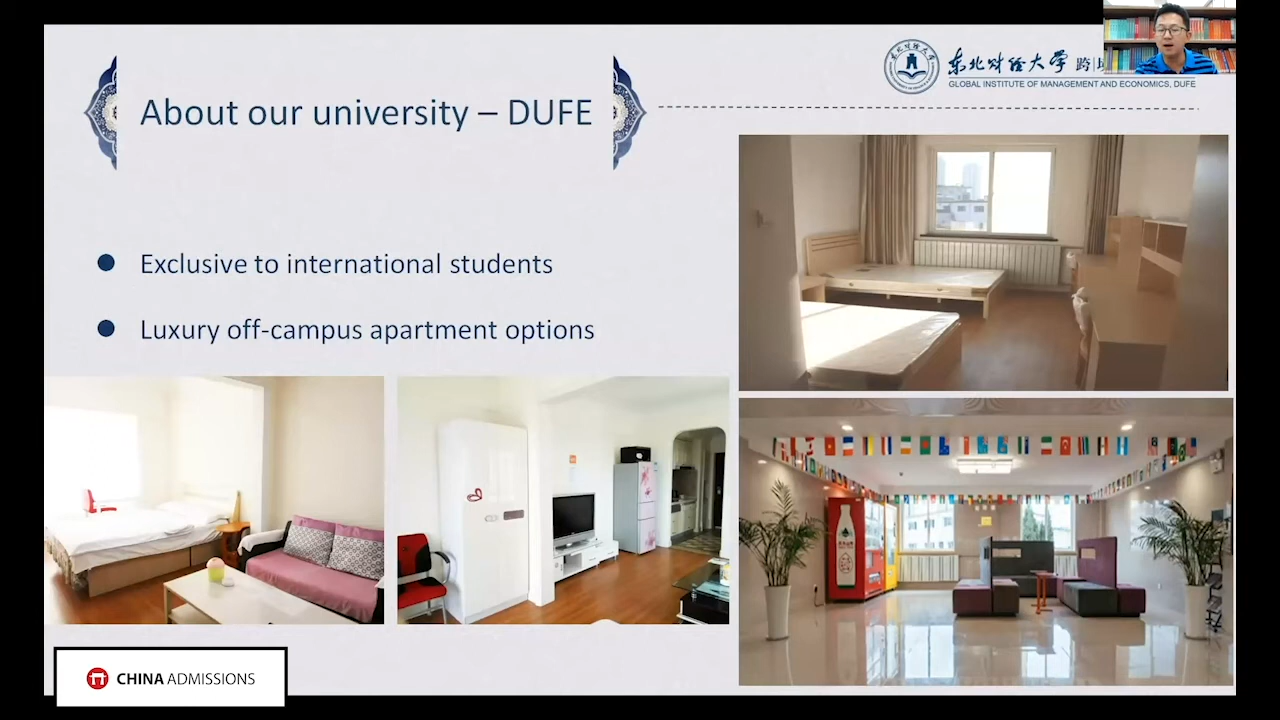 About our university – DUFE
东北财经大学 跨
GLOBAL INSTITUTE OF MANAGEMENT AND ECONOMICS, DUFE
Exclusive to international students
Luxury off-campus apartment options
CHINA ADMISSIONS